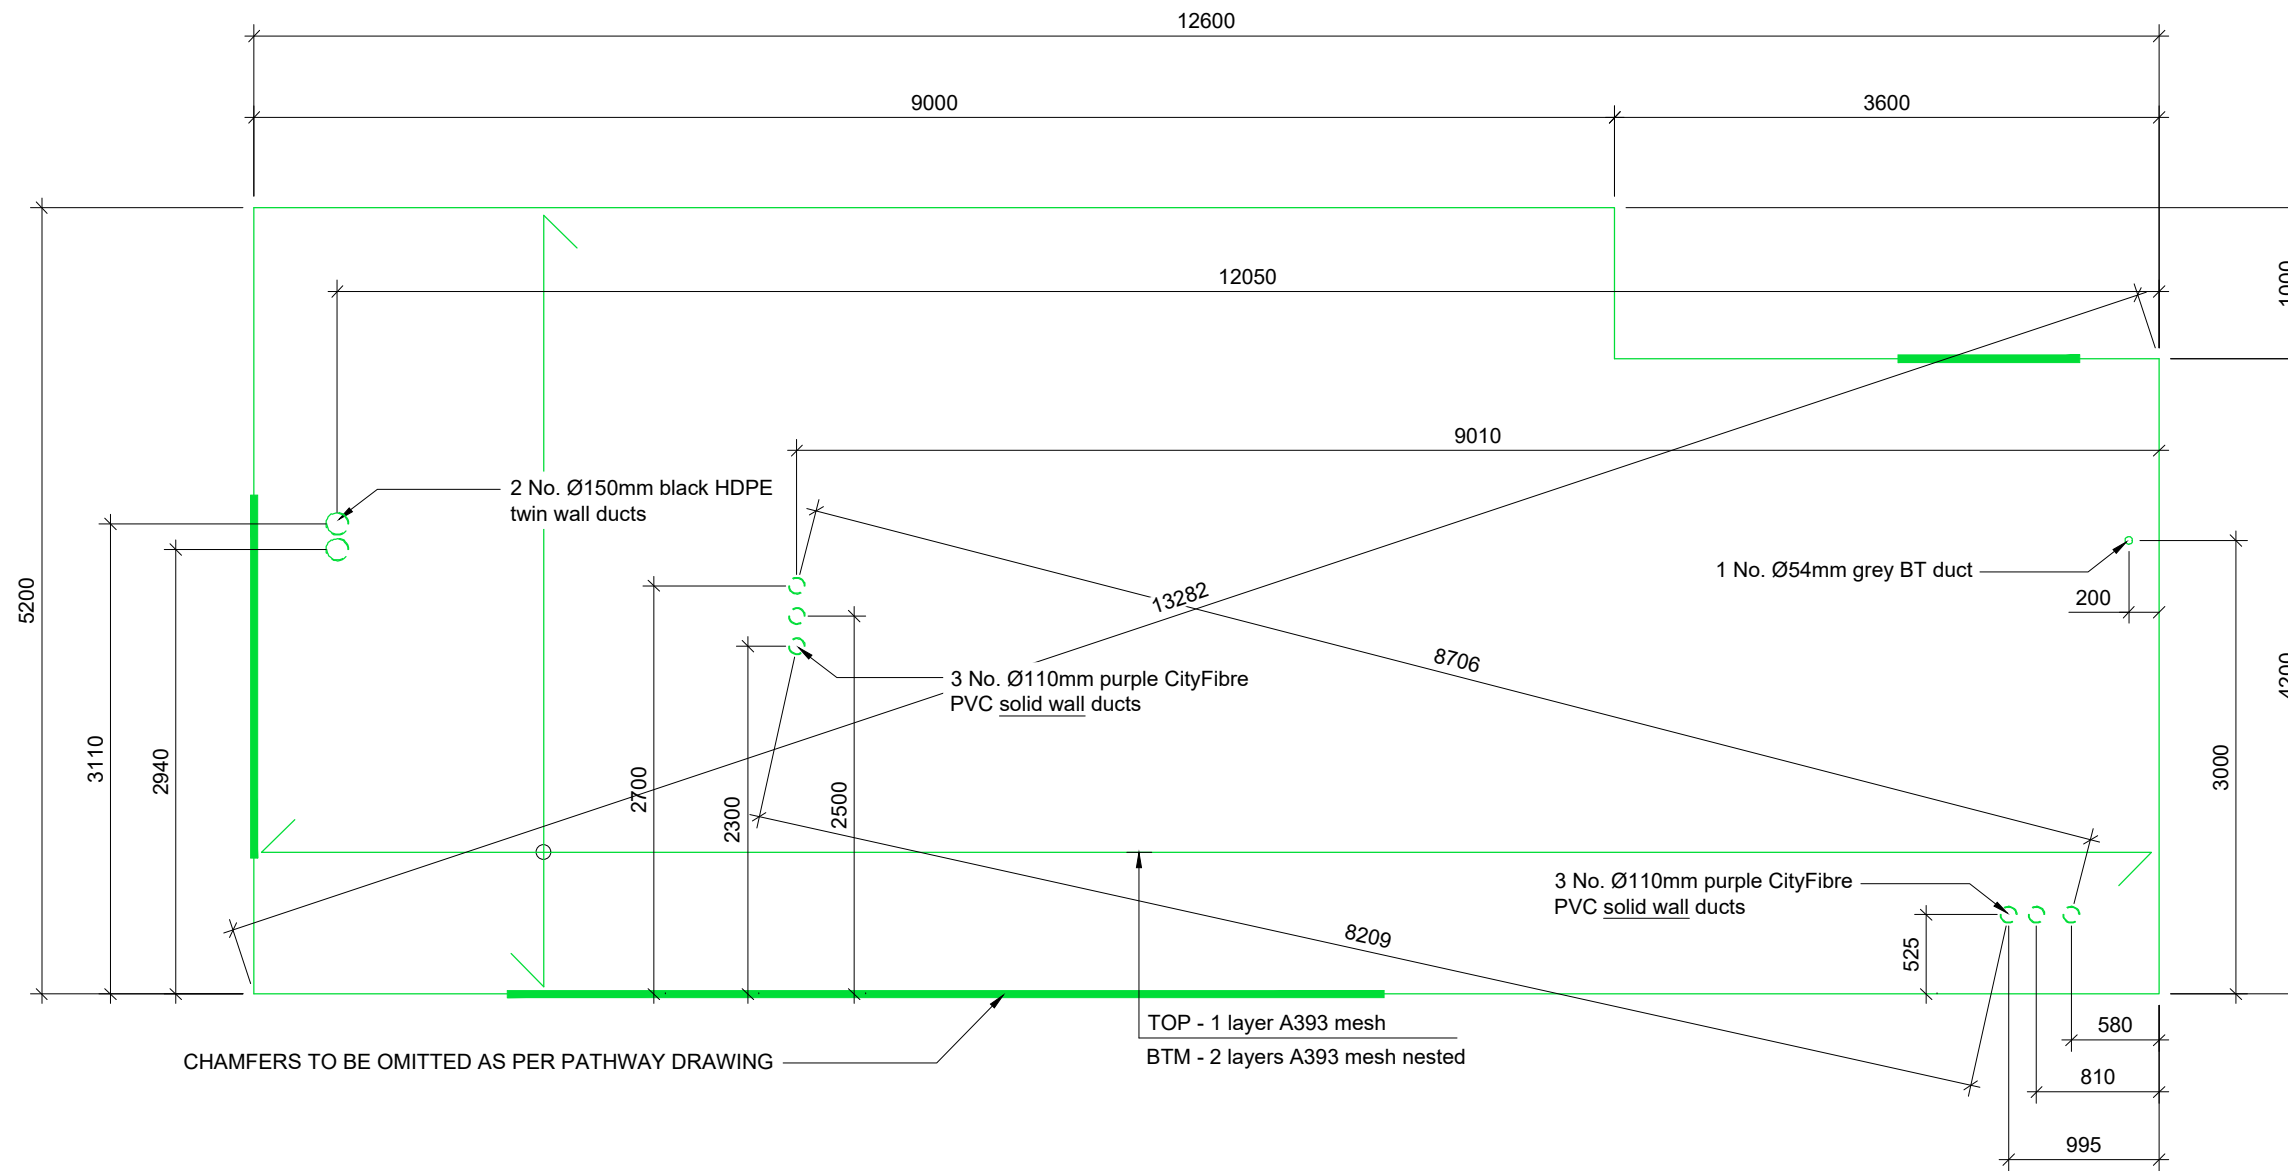 12600
9000
3600
12050
1000
9010
2 No. Ø150mm black HDPE
twin wall ducts
1 No. Ø54mm grey BT duct
200
5200
13282
8706
3 No. Ø110mm purple CityFibre
PVC solid wall ducts
4200
3110
2940
2700
2300
2500
3000
3 No. Ø110mm purple CityFibre
PVC solid wall ducts
8209
525
TOP - 1 layer A393 mesh
BTM - 2 layers A393 mesh nested
CHAMFERS TO BE OMITTED AS PER PATHWAY DRAWING
580
810
995